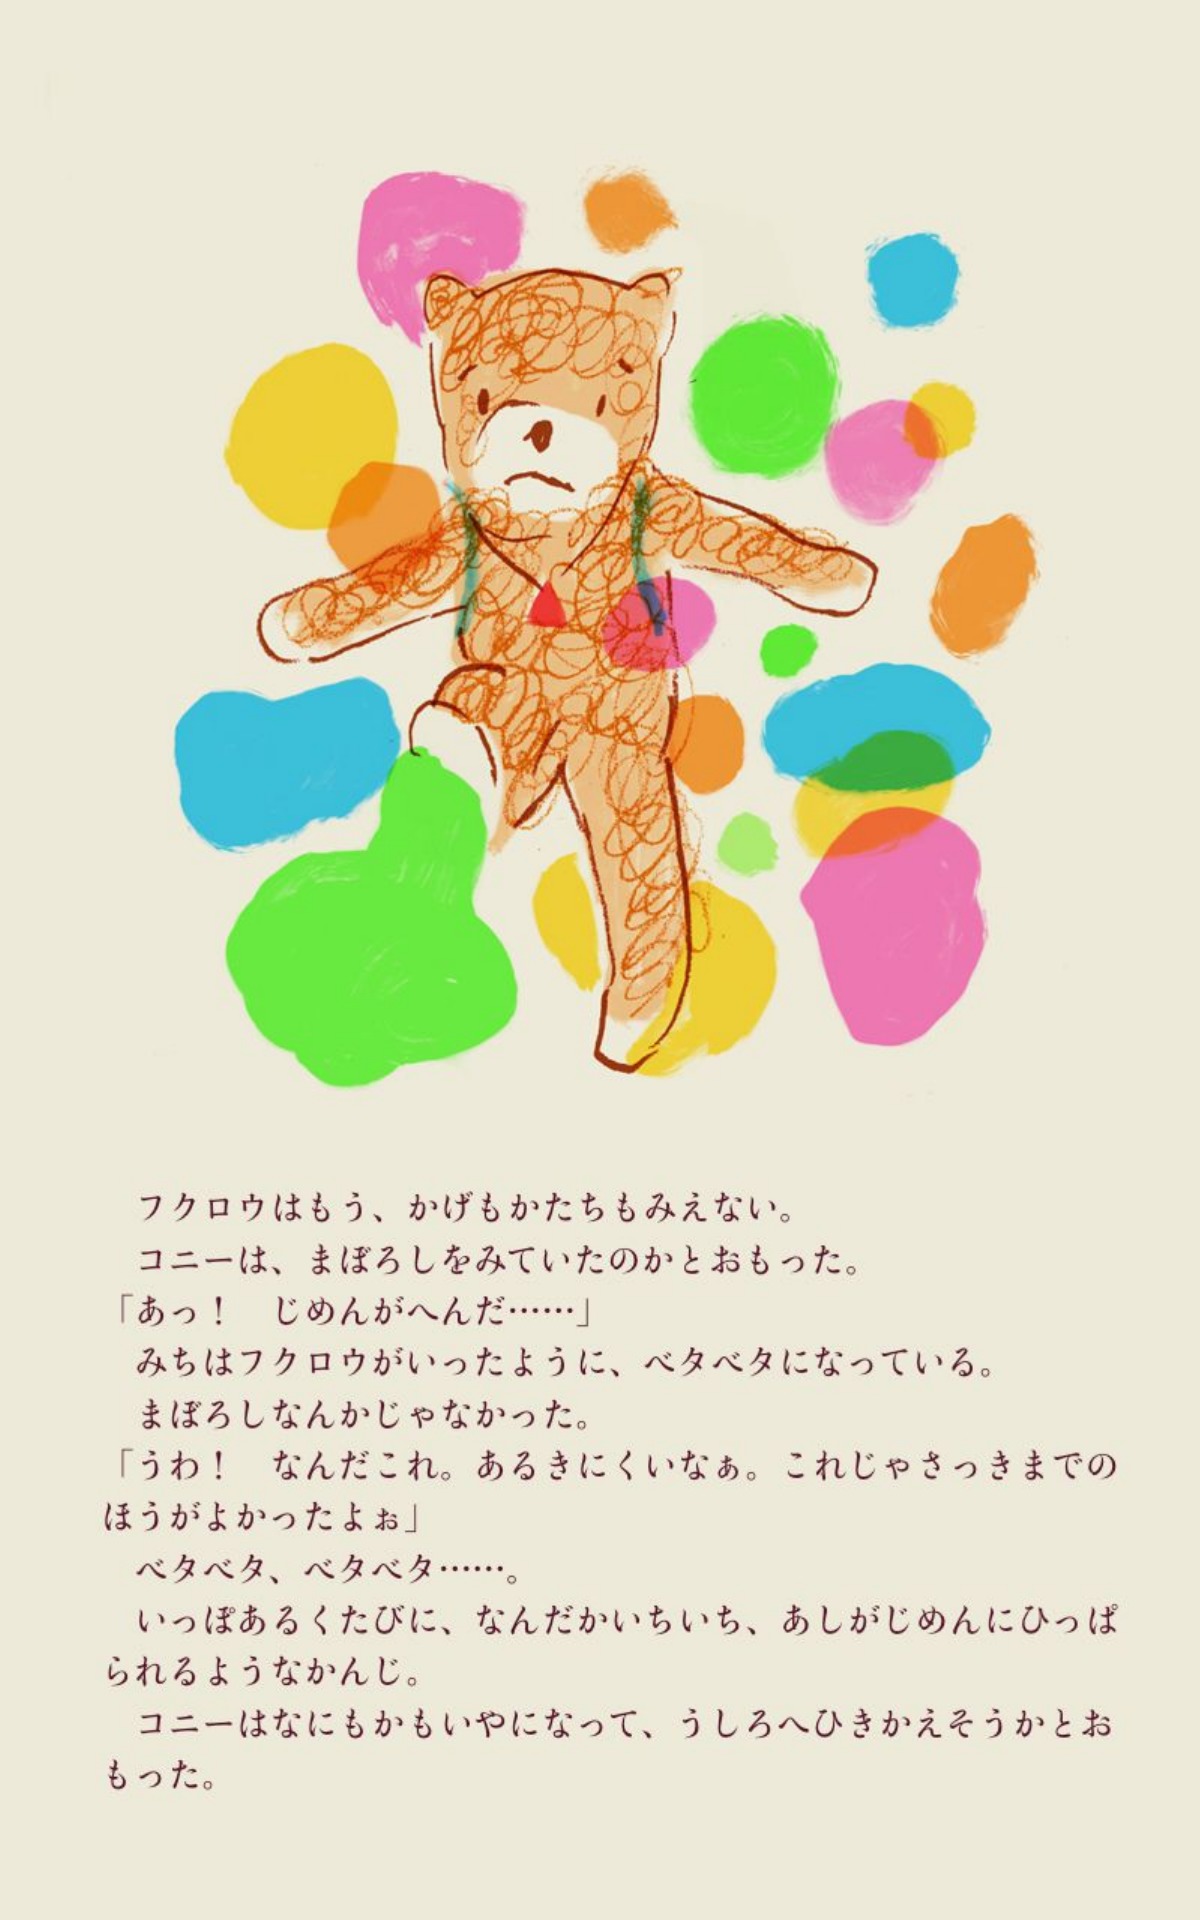 フクロウはもう、かげもかたちもみえない。
　コニーは、まぼろしをみていたのかとおもった。
「あっ！　じめんがへんだ……」
　みちはフクロウがいったように、ベタベタになっている。
　まぼろしなんかじゃなかった。
「うわ！　なんだこれ。あるきにくいなぁ。これじゃさっきまでの
ほうがよかったよぉ」
　ベタベタ、ベタベタ……。
　いっぽあるくたびに、なんだかいちいち、あしがじめんにひっぱ
られるようなかんじ。
　コニーはなにもかもいやになって、うしろへひきかえそうかとお
もった。